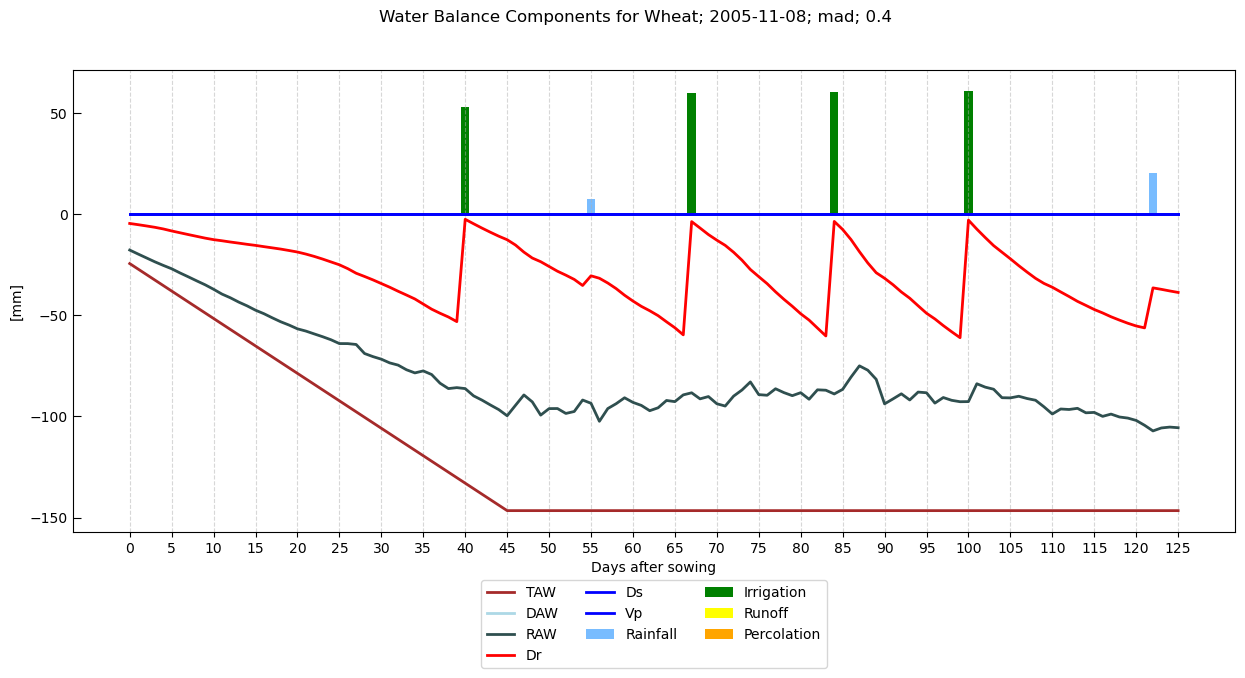 Water Balance Components for Wheat; 2005-11-08; mad; 0.4
50
0
−50
−100
−150
[mm]
0 5 10 15 20 25 30 35 40 45 50 55 60 65 70 75 80 85 90 95 100 105 110 115 120 125
Days after sowing
TAW Ds Irrigation
DAW Vp Runoff
RAW Rainfall Percolation
Dr